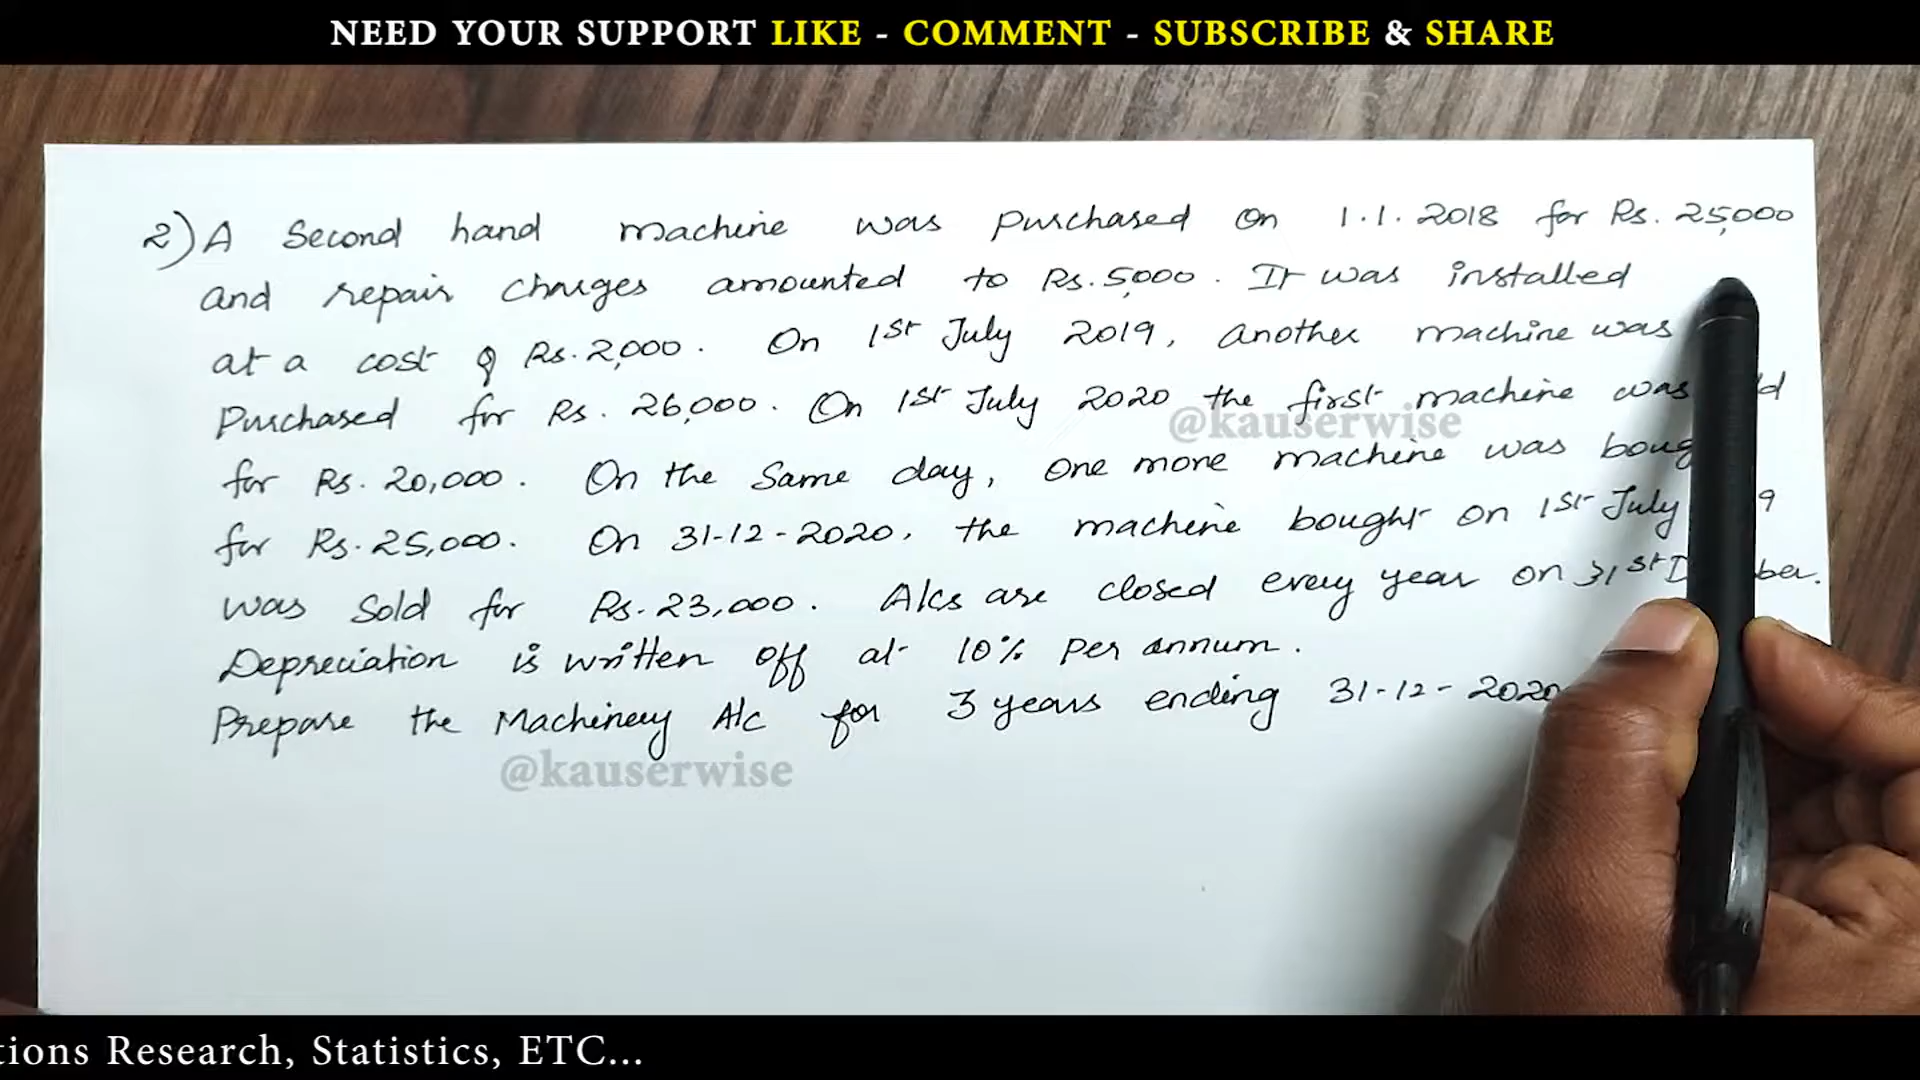 NEED YOUR SUPPORT LIKE - COMMENT - SUBSCRIBE & SHARE
2) A Second hand machine was purchased on 1.1.2018 for Rs. 25,000
and repair charges amounted to Rs. 5,000. It was installed
at a cost of Rs. 2,000. On 1st July 2019, another machine was
Purchased for Rs. 26,000. On 1st July 2020 the first machine was
@kauserwise
for Rs. 20,000. On the Same day, one more machine was
for Rs. 25,000. On 31-12-2020, the machine bought on 1st July
was sold for Rs. 23,000. A/cs are closed every year on 31st
Depreciation is written off at 10% per annum.
Prepare the Machinery A/c for 3 years ending 31-12-2020
@kauserwise
tions Research, Statistics, ETC...